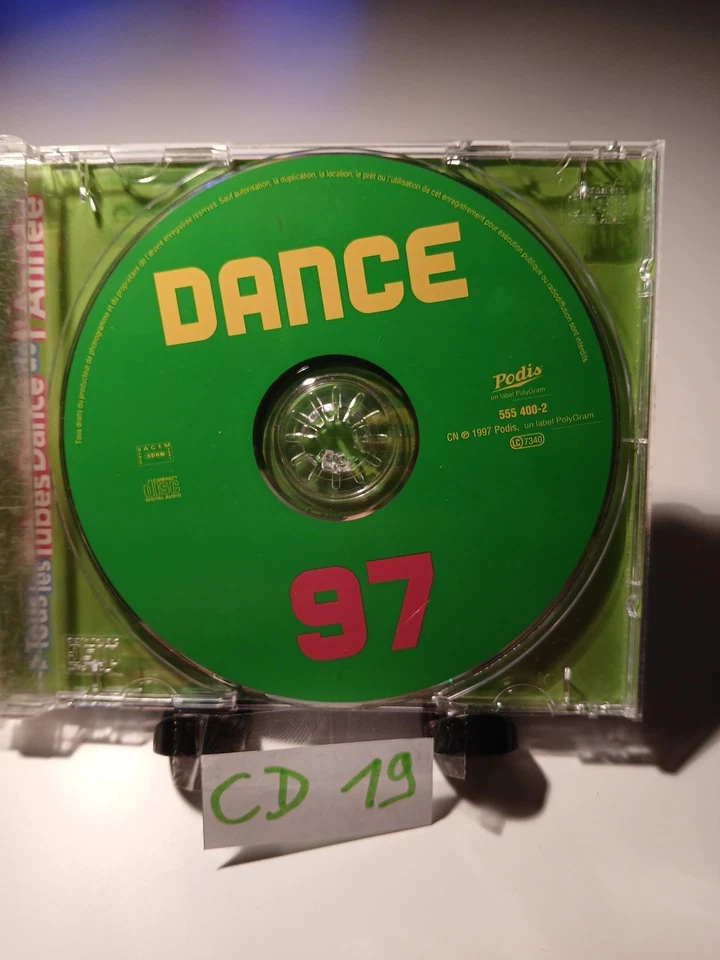 Tous droits du producteur de phonogramme et du propriétaire de l'œuvre enregistrée réservés. Sauf autorisation, la duplication, la location, le prêt ou l'utilisation de cet enregistrement pour exécution publique ou radiodiffusion sont interdits.
DANCE
Podis
un label PolyGram
555 400-2
CN ℗ 1997 Podis, un label PolyGram
LC 7340
SACEM
SDRM
COMPACT
disc
DIGITAL AUDIO
97
Tous les Tubes Dance de l'Année
CD 19